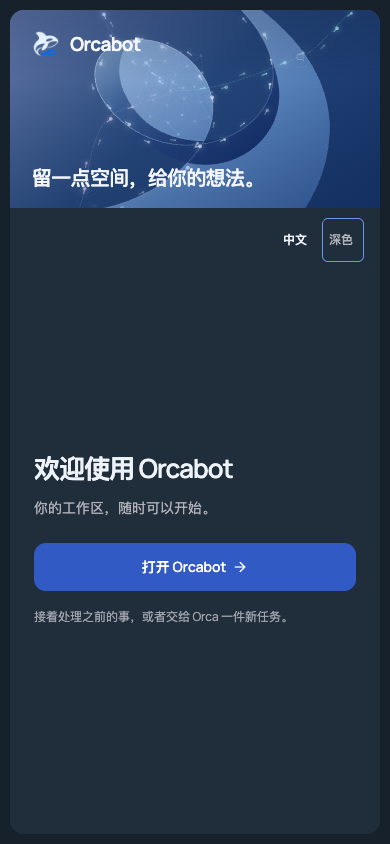 Orcabot
留一点空间，给你的想法。
中文 深色
欢迎使用 Orcabot
你的工作区，随时可以开始。
打开 Orcabot →
接着处理之前的事，或者交给 Orca 一件新任务。